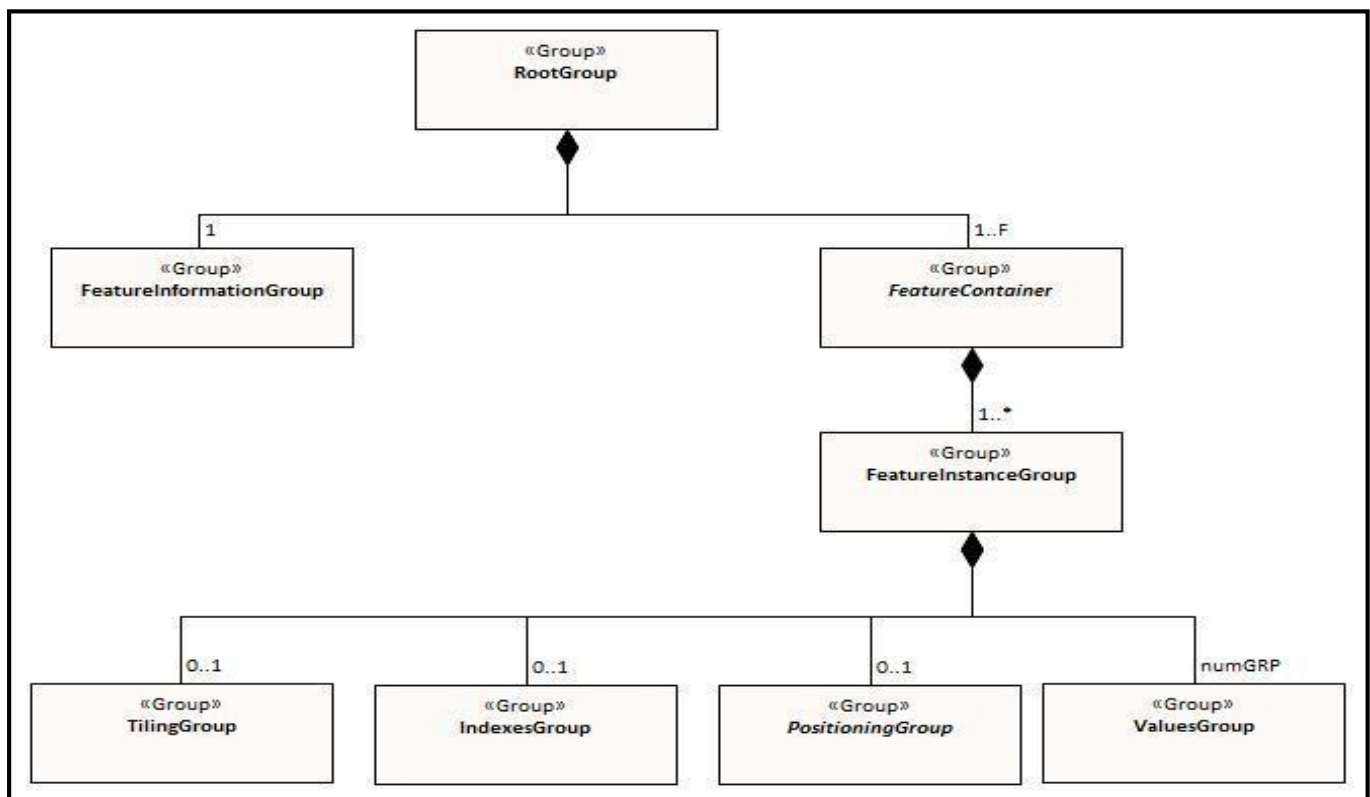 «Group»
RootGroup
1
1..F
«Group»
FeatureInformationGroup
«Group»
FeatureContainer
1..*
«Group»
FeatureInstanceGroup
0..1
0..1
0..1
numGRP
«Group»
TilingGroup
«Group»
IndexesGroup
«Group»
PositioningGroup
«Group»
ValuesGroup